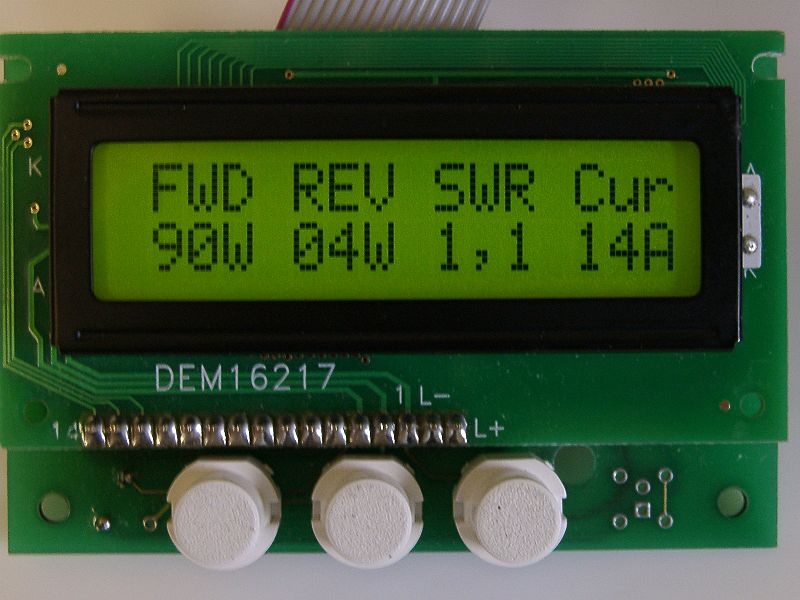 K
A
FWD REV SWR Cur
90W 04W 1,1 14A
A
K
DEM16217
1 L-
14
L+